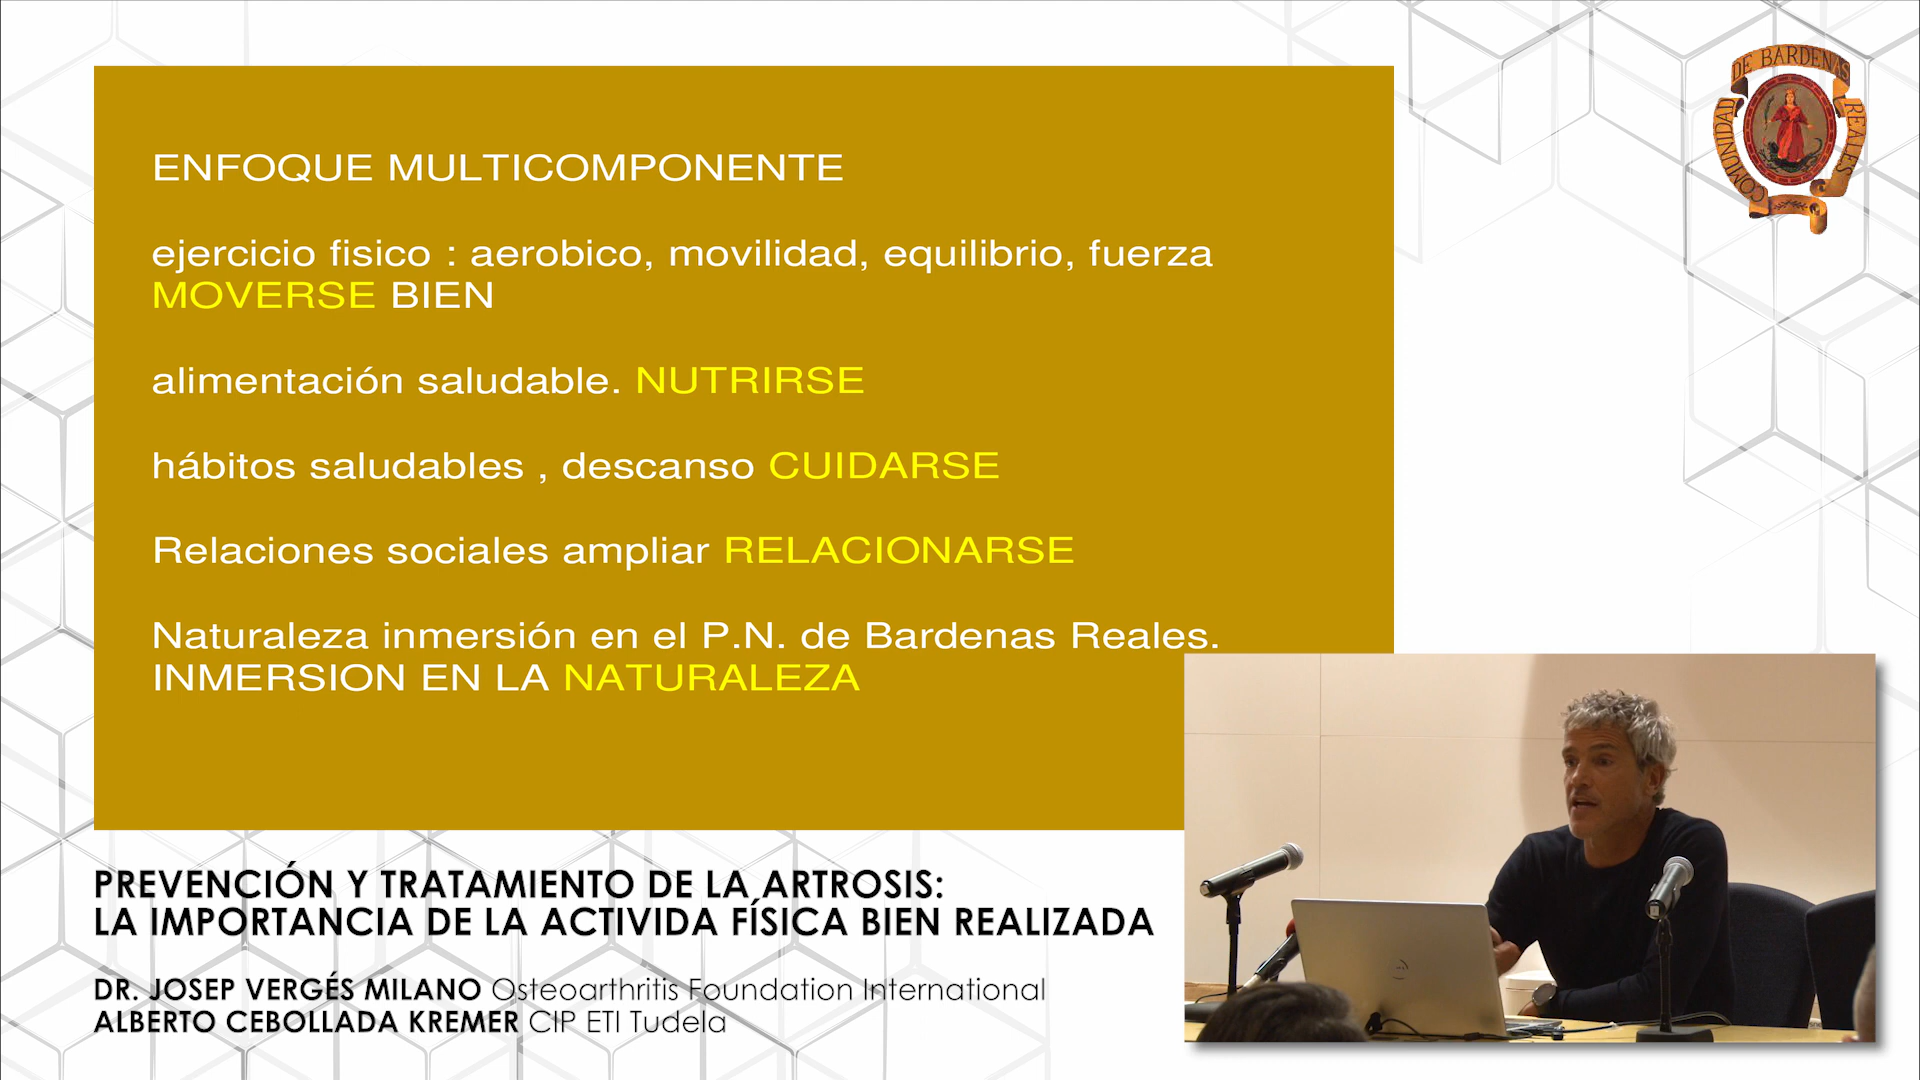 COMUNIDAD DE BARDENAS REALES
ENFOQUE MULTICOMPONENTE
ejercicio fisico : aerobico, movilidad, equilibrio, fuerza
MOVERSE BIEN
alimentación saludable. NUTRIRSE
hábitos saludables , descanso CUIDARSE
Relaciones sociales ampliar RELACIONARSE
Naturaleza inmersión en el P.N. de Bardenas Reales.
INMERSION EN LA NATURALEZA
PREVENCIÓN Y TRATAMIENTO DE LA ARTROSIS:
LA IMPORTANCIA DE LA ACTIVIDA FÍSICA BIEN REALIZADA
DR. JOSEP VERGÉS MILANO Osteoarthritis Foundation International
ALBERTO CEBOLLADA KREMER CIP ETI Tudela